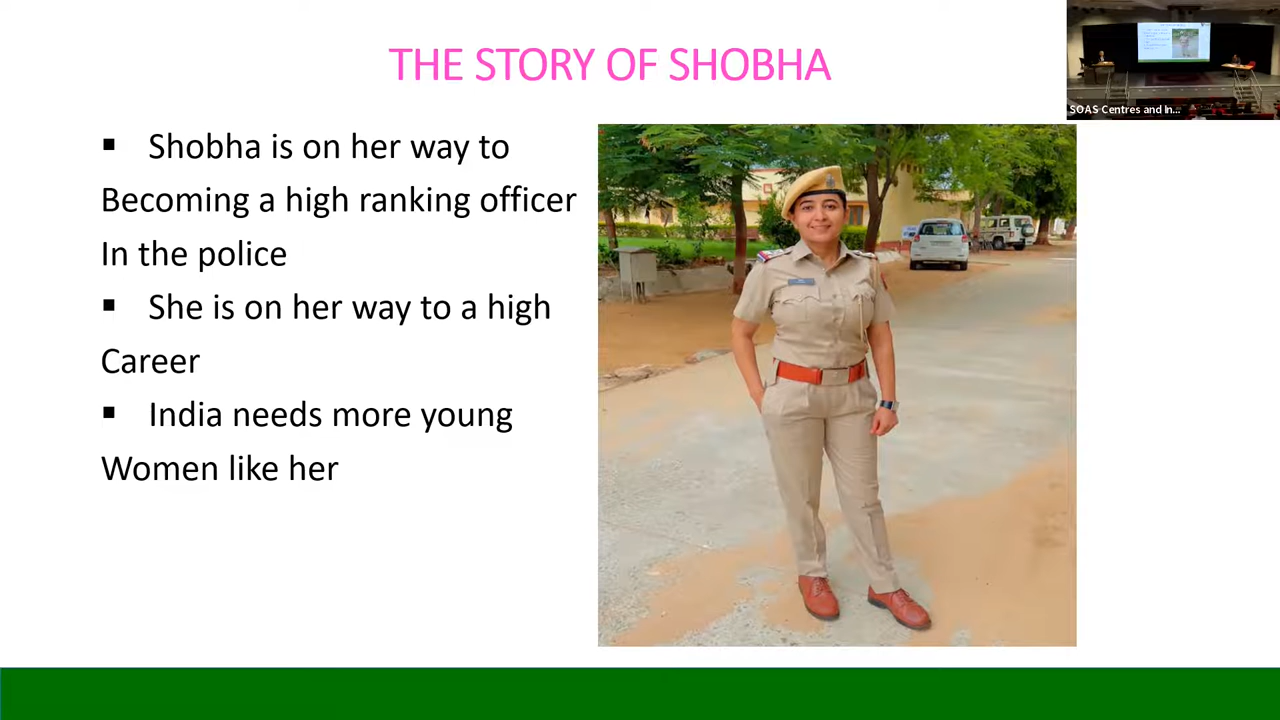 THE STORY OF SHOBHA
SOAS Centres and In...
▪ Shobha is on her way to
Becoming a high ranking officer
In the police
▪ She is on her way to a high
Career
▪ India needs more young
Women like her